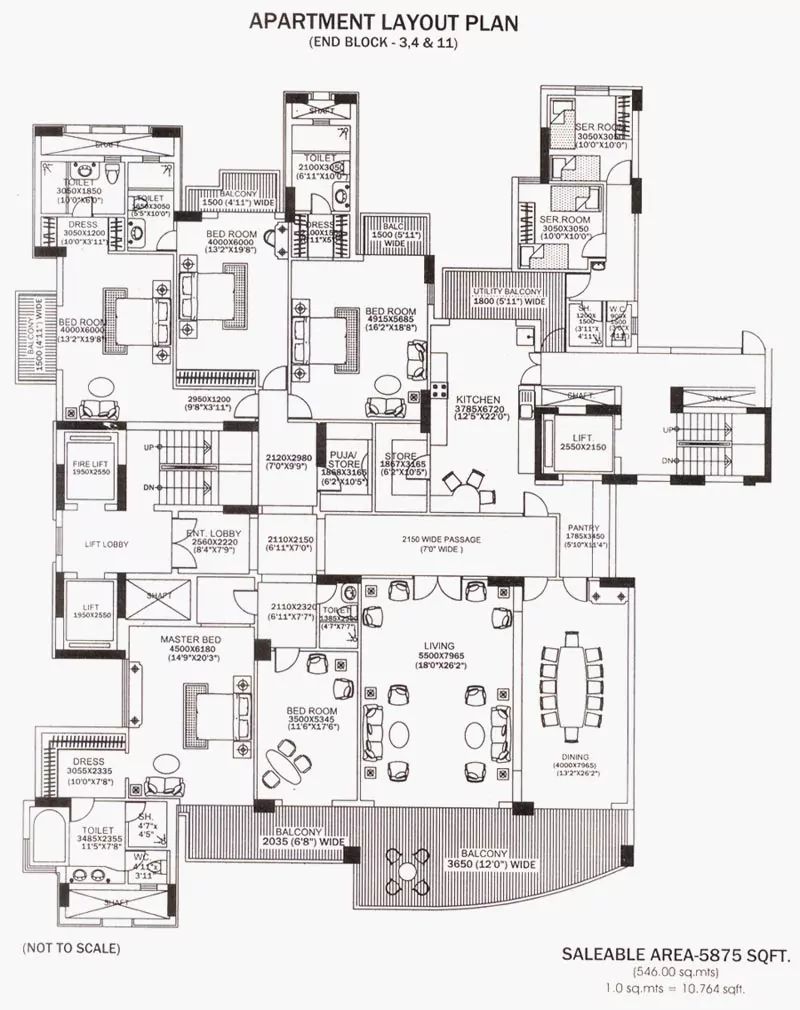 APARTMENT LAYOUT PLAN
(END BLOCK - 3,4 & 11)
SHAFT
TOILET
3050X1850
(10'0"X6'0")
TOILET
1650X3050
(5'5"X10'0")
DRESS
3050X1200
(10'0"X3'11")
BALCONY
1500 (4'11") WIDE
BED ROOM
4000X6000
(13'2"X19'8")
SHAFT
TOILET
2100X3050
(6'11"X10'0")
DRESS
BALC
1500 (5'11")
WIDE
SER.ROOM
3050X3050
(10'0"X10'0")
SER.ROOM
3050X3050
(10'0"X10'0")
UTILITY BALCONY
1800 (5'11") WIDE
SH.
1200X
1500
(3'11"X
4'11")
W.C.
900X
1500
BALCONY
1500 (4'11") WIDE
BED ROOM
4000X6000
(13'2"X19'8")
BED ROOM
4915X5685
(16'2"X18'8")
2950X1200
(9'8"X3'11")
KITCHEN
3785X6720
(12'5"X22'0")
SHAFT
SHAFT
LIFT.
2550X2150
UP
DN
FIRE LIFT
1950X2550
UP
DN
2120X2980
(7'0"X9'9")
PUJA/
STORE
1868X3165
(6'2"X10'5")
STORE
1867X3165
(6'2"X10'5")
LIFT LOBBY
ENT. LOBBY
2560X2220
(8'4"X7'9")
2110X2150
(6'11"X7'0")
2150 WIDE PASSAGE
(7'0" WIDE )
PANTRY
1785X3450
(5'10"X11'4")
LIFT
1950X2550
SHAFT
2110X2320
(6'11"X7'7")
TOILET
(4'7"X7'7")
MASTER BED
4500X6180
(14'9"X20'3")
LIVING
5500X7965
(18'0"X26'2")
BED ROOM
3500X5345
(11'6"X17'6")
DINING
(4000X7965)
(13'2"X26'2")
DRESS
3055X2335
(10'0"X7'8")
TOILET
3485X2355
11'5"X7'8")
SH.
4'7"x
4'5"
W.C.
4'11"x
3'11"
SHAFT
BALCONY
2035 (6'8") WIDE
BALCONY
3650 (12'0") WIDE
(NOT TO SCALE)
SALEABLE AREA-5875 SQFT.
(546.00 sq.mts)
1.0 sq.mts = 10.764 sqft.